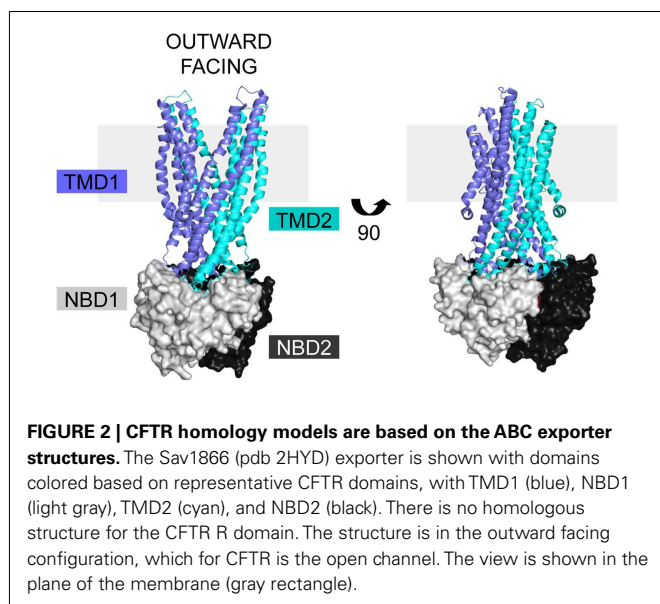 OUTWARD
FACING
TMD1
TMD2
90
NBD1
NBD2
FIGURE 2 | CFTR homology models are based on the ABC exporter
structures. The Sav1866 (pdb 2HYD) exporter is shown with domains
colored based on representative CFTR domains, with TMD1 (blue), NBD1
(light gray), TMD2 (cyan), and NBD2 (black). There is no homologous
structure for the CFTR R domain. The structure is in the outward facing
configuration, which for CFTR is the open channel. The view is shown in the
plane of the membrane (gray rectangle).